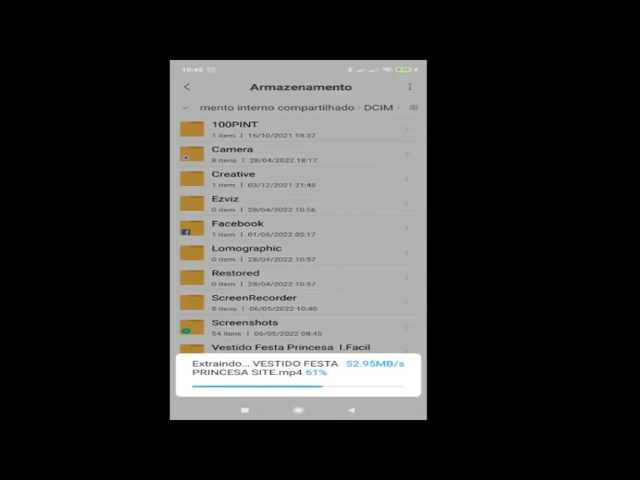 10:45
Armazenamento
mento interno compartilhado > DCIM >
100PINT
1 item | 16/10/2021 18:37
Camera
8 itens | 28/04/2022 18:17
Creative
1 item | 03/12/2021 21:48
Ezviz
0 item | 28/04/2022 10:56
Facebook
1 item | 01/05/2022 05:17
Lomographic
0 item | 28/04/2022 10:57
Restored
0 item | 28/04/2022 10:57
ScreenRecorder
8 itens | 06/05/2022 10:40
Screenshots
54 itens | 06/05/2022 08:45
Vestido Festa Princesa I.Facil
Extraindo... VESTIDO FESTA 52.95MB/s
PRINCESA SITE.mp4 61%